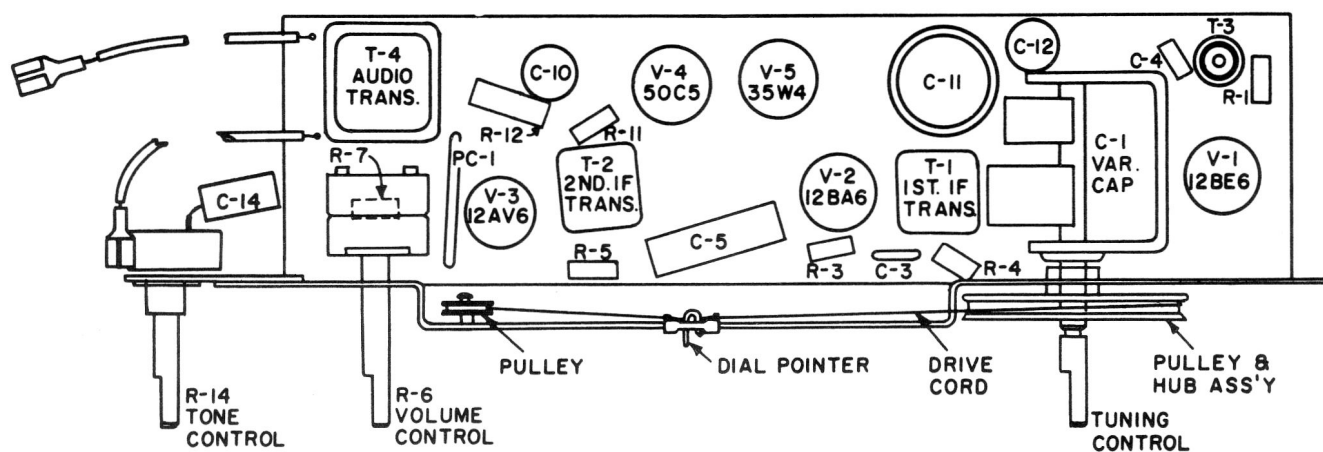 T-4
AUDIO
TRANS.
C-10
V-4
50C5
V-5
35W4
C-11
C-12
T-3
C-4
R-1
R-12
R-11
R-7
PC-1
C-14
V-3
12AV6
T-2
2ND. IF
TRANS.
V-2
12BA6
T-1
1ST. IF
TRANS.
C-1
VAR.
CAP
V-1
12BE6
C-5
R-5
R-3
C-3
R-4
PULLEY
DIAL POINTER
DRIVE
CORD
PULLEY &
HUB ASS'Y
R-14
TONE
CONTROL
R-6
VOLUME
CONTROL
TUNING
CONTROL